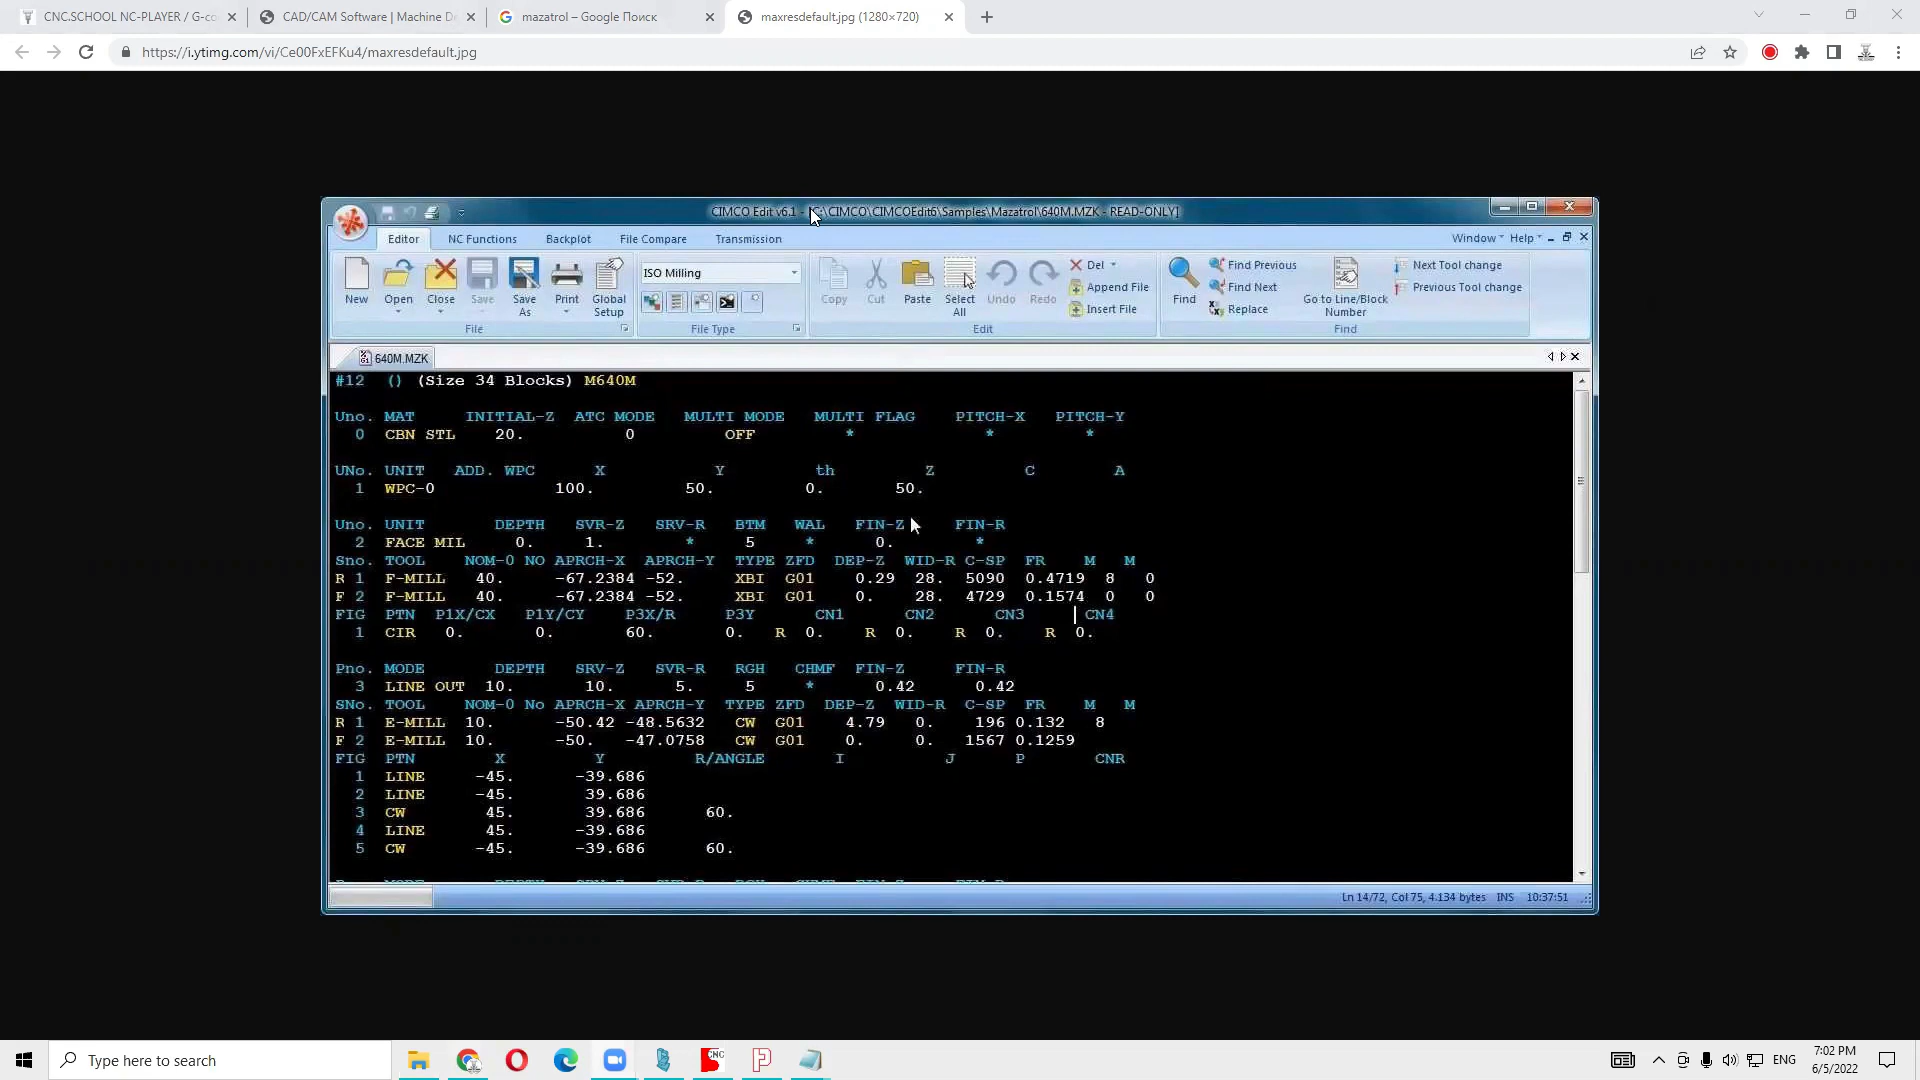 CNC.SCHOOL NC-PLAYER / G-co
CAD/CAM Software | Machine De
mazatrol – Google Поиск
maxresdefault.jpg (1280×720)
https://i.ytimg.com/vi/Ce00FxEFKu4/maxresdefault.jpg
CIMCO Edit v6.1 - [C:\CIMCO\CIMCOEdit6\Samples\Mazatrol\640M.MZK - READ-ONLY]
Editor NC Functions Backplot File Compare Transmission Window Help
New Open Close Save Save As Print Global Setup
File
ISO Milling
File Type
Copy Cut Paste Select All Undo Redo
Del
Append File
Insert File
Edit
Find
Find Previous
Find Next
Replace
Go to Line/Block Number
Next Tool change
Previous Tool change
Find
640M.MZK
#12 () (Size 34 Blocks) M640M
Uno. MAT INITIAL-Z ATC MODE MULTI MODE MULTI FLAG PITCH-X PITCH-Y
0 CBN STL 20. 0 OFF * * *
UNo. UNIT ADD. WPC X Y th Z C A
1 WPC-0 100. 50. 0. 50.
Uno. UNIT DEPTH SVR-Z SRV-R BTM WAL FIN-Z FIN-R
2 FACE MIL 0. 1. * 5 * 0. *
Sno. TOOL NOM-0 NO APRCH-X APRCH-Y TYPE ZFD DEP-Z WID-R C-SP FR M M
R 1 F-MILL 40. -67.2384 -52. XBI G01 0.29 28. 5090 0.4719 8 0
F 2 F-MILL 40. -67.2384 -52. XBI G01 0. 28. 4729 0.1574 0 0
FIG PTN P1X/CX P1Y/CY P3X/R P3Y CN1 CN2 CN3 CN4
1 CIR 0. 0. 60. 0. R 0. R 0. R 0. R 0.
Pno. MODE DEPTH SRV-Z SVR-R RGH CHMF FIN-Z FIN-R
3 LINE OUT 10. 10. 5. 5 * 0.42 0.42
SNo. TOOL NOM-0 No APRCH-X APRCH-Y TYPE ZFD DEP-Z WID-R C-SP FR M M
R 1 E-MILL 10. -50.42 -48.5632 CW G01 4.79 0. 196 0.132 8
F 2 E-MILL 10. -50. -47.0758 CW G01 0. 0. 1567 0.1259
FIG PTN X Y R/ANGLE I J P CNR
1 LINE -45. -39.686
2 LINE -45. 39.686
3 CW 45. 39.686 60.
4 LINE 45. -39.686
5 CW -45. -39.686 60.
Ln 14/72, Col 75, 4.134 bytes INS 10:37:51
Type here to search
CNC
ENG
7:02 PM
6/5/2022